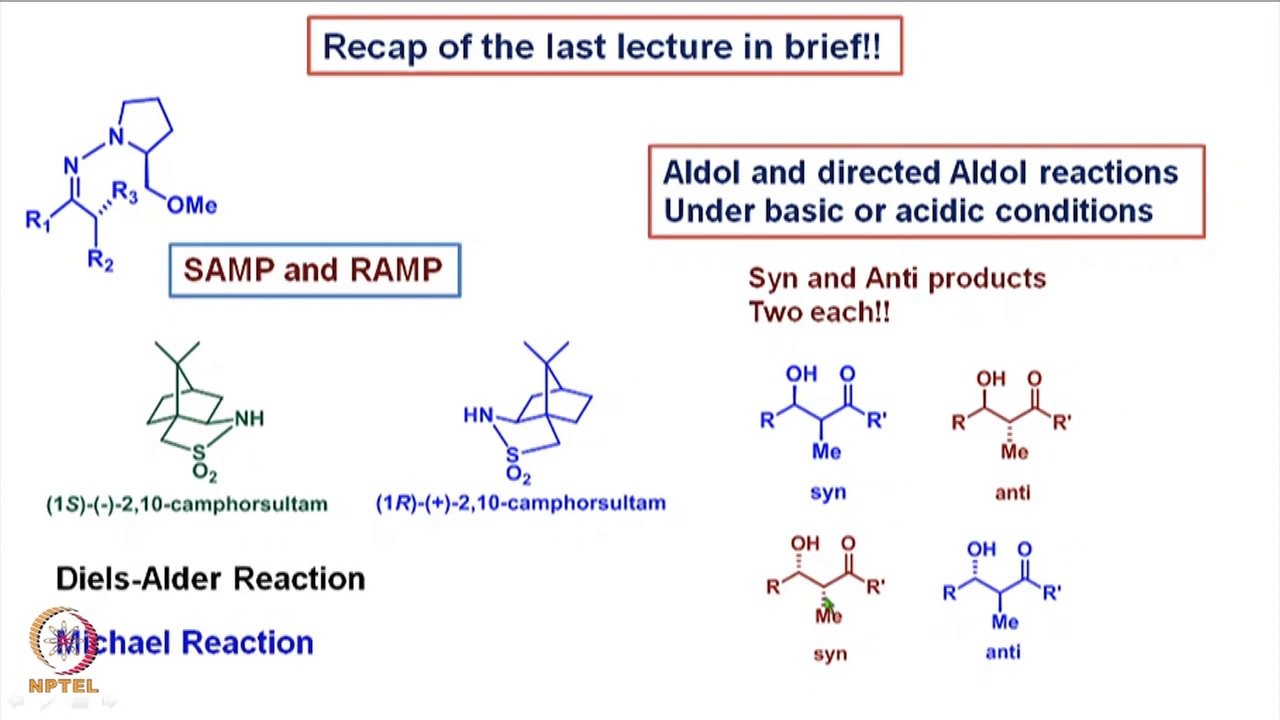 Recap of the last lecture in brief!!
N
N
R3
OMe
R1
R2
SAMP and RAMP
NH
S
O2
(1S)-(-)-2,10-camphorsultam
HN
S
O2
(1R)-(+)-2,10-camphorsultam
Diels-Alder Reaction
Michael Reaction
NPTEL
Aldol and directed Aldol reactions
Under basic or acidic conditions
Syn and Anti products
Two each!!
OH O
R R'
Me
syn
OH O
R R'
Me
anti
OH O
R R'
Me
syn
OH O
R R'
Me
anti